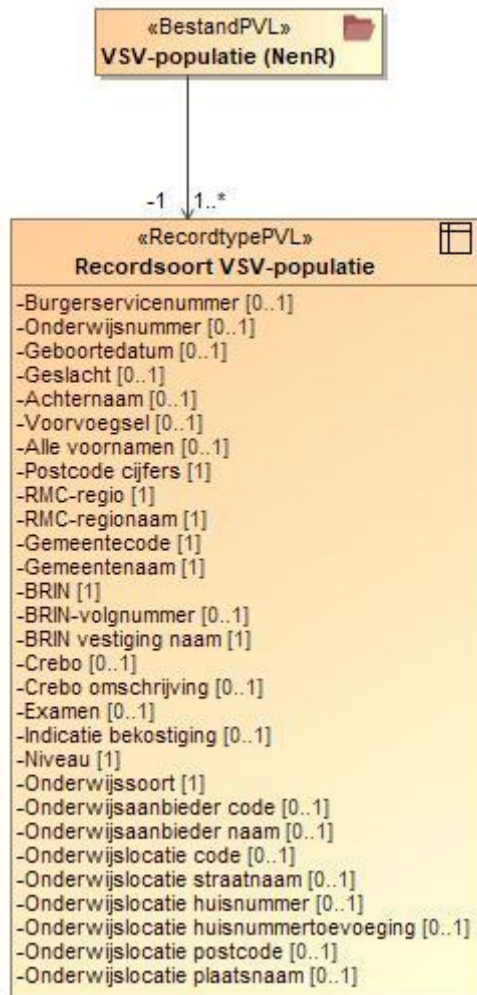 «BestandPVL»
VSV-populatie (NenR)
-1 1..*
«RecordtypePVL»
Recordsoort VSV-populatie
-Burgerservicenummer [0..1]
-Onderwijsnummer [0..1]
-Geboortedatum [0..1]
-Geslacht [0..1]
-Achternaam [0..1]
-Voorvoegsel [0..1]
-Alle voornamen [0..1]
-Postcode cijfers [1]
-RMC-regio [1]
-RMC-regionaam [1]
-Gemeentecode [1]
-Gemeentenaam [1]
-BRIN [1]
-BRIN-volgnummer [0..1]
-BRIN vestiging naam [1]
-Crebo [0..1]
-Crebo omschrijving [0..1]
-Examen [0..1]
-Indicatie bekostiging [0..1]
-Niveau [1]
-Onderwijssoort [1]
-Onderwijsaanbieder code [0..1]
-Onderwijsaanbieder naam [0..1]
-Onderwijslocatie code [0..1]
-Onderwijslocatie straatnaam [0..1]
-Onderwijslocatie huisnummer [0..1]
-Onderwijslocatie huisnummertoevoeging [0..1]
-Onderwijslocatie postcode [0..1]
-Onderwijslocatie plaatsnaam [0..1]